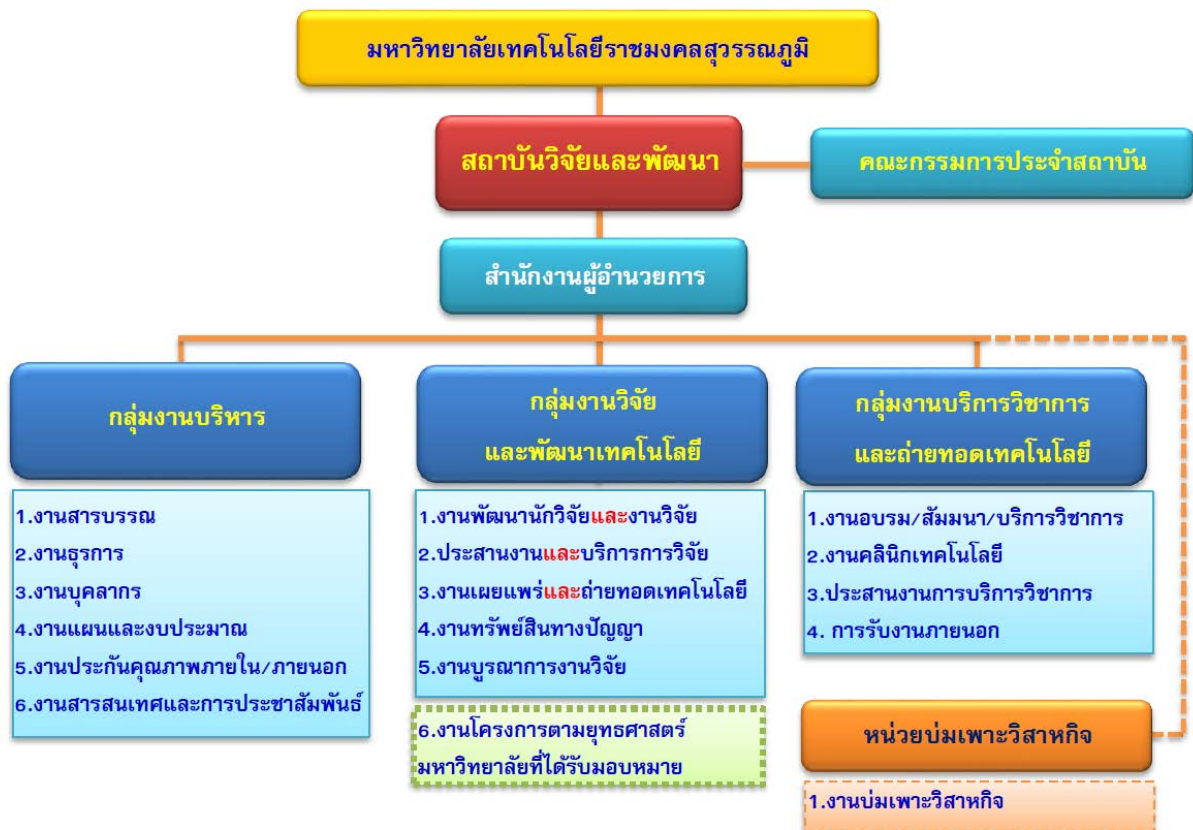 มหาวิทยาลัยเทคโนโลยีราชมงคลสุวรรณภูมิ
สถาบันวิจัยและพัฒนา
คณะกรรมการประจำสถาบัน
สำนักงานผู้อำนวยการ
กลุ่มงานบริหาร
1.งานสารบรรณ
2.งานธุรการ
3.งานบุคลากร
4.งานแผนและงบประมาณ
5.งานประกันคุณภาพภายใน/ภายนอก
6.งานสารสนเทศและการประชาสัมพันธ์
กลุ่มงานวิจัย
และพัฒนาเทคโนโลยี
1.งานพัฒนานักวิจัยและงานวิจัย
2.ประสานงานและบริการการวิจัย
3.งานเผยแพร่และถ่ายทอดเทคโนโลยี
4.งานทรัพย์สินทางปัญญา
5.งานบูรณาการงานวิจัย
6.งานโครงการตามยุทธศาสตร์
มหาวิทยาลัยที่ได้รับมอบหมาย
กลุ่มงานบริการวิชาการ
และถ่ายทอดเทคโนโลยี
1.งานอบรม/สัมมนา/บริการวิชาการ
2.งานคลินิกเทคโนโลยี
3.ประสานงานการบริการวิชาการ
4. การรับงานภายนอก
หน่วยบ่มเพาะวิสาหกิจ
1.งานบ่มเพาะวิสาหกิจ